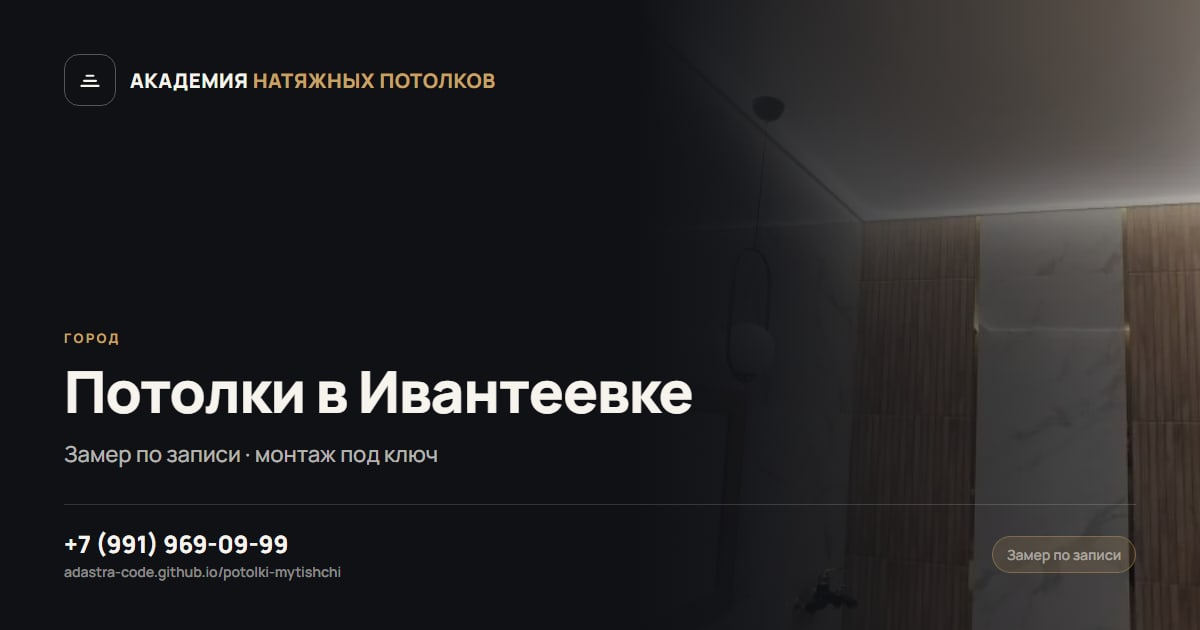 АКАДЕМИЯ НАТЯЖНЫХ ПОТОЛКОВ
ГОРОД
Потолки в Ивантеевке
Замер по записи · монтаж под ключ
+7 (991) 969-09-99
adastra-code.github.io/potolki-mytishchi
Замер по записи